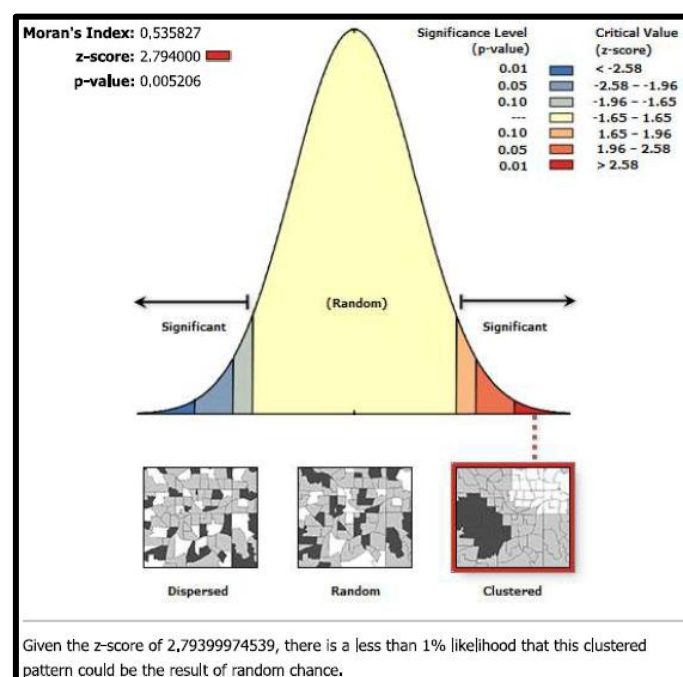 Moran's Index: 0,535827
z-score: 2.794000
p-value: 0,005206
Significance Level
(p-value)
Critical Value
(z-score)
0.01 < -2.58
0.05 -2.58 – -1.96
0.10 -1.96 – -1.65
--- -1.65 – 1.65
0.10 1.65 – 1.96
0.05 1.96 – 2.58
0.01 > 2.58
(Random)
Significant
Significant
Dispersed
Random
Clustered
Given the z-score of 2.79399974539, there is a less than 1% likelihood that this clustered
pattern could be the result of random chance.